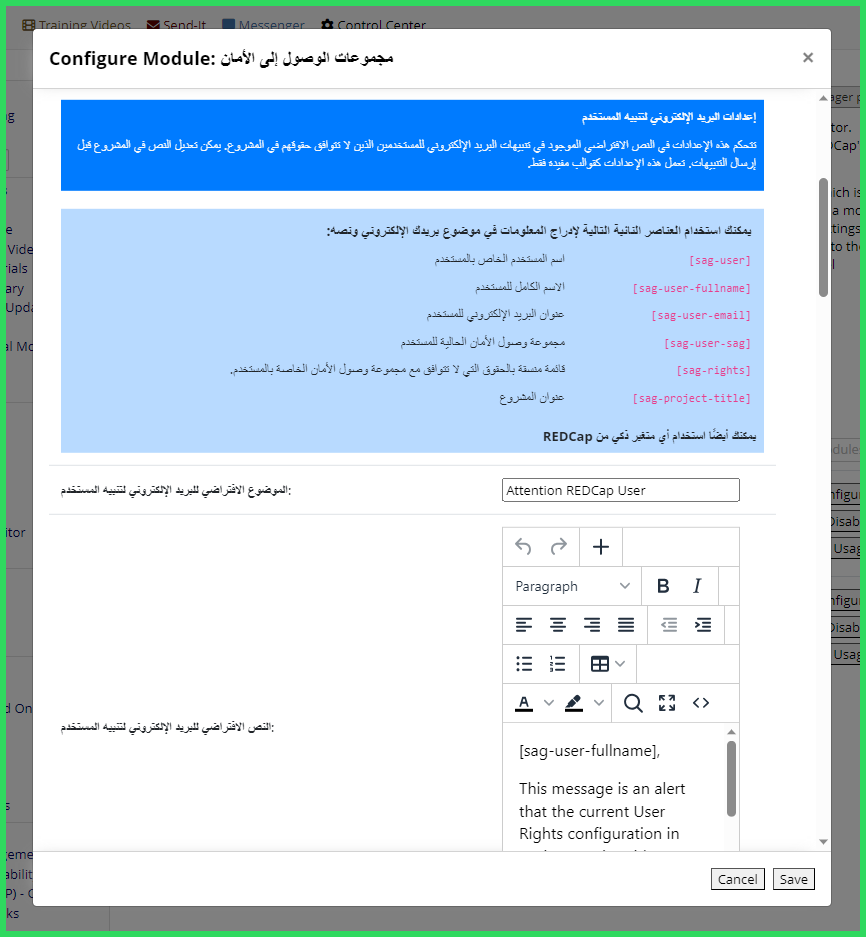 Training Videos Send-It Messenger Control Center
Configure Module: مجموعات الوصول إلى الأمان
×
إعدادات البريد الإلكتروني لتنبيه المستخدم
تتحكم هذه الإعدادات في النص الافتراضي الموجود في تنبيهات البريد الإلكتروني للمستخدمين الذين لا تتوافق حقوقهم في المشروع. يمكن تعديل النص في المشروع قبل
إرسال التنبيهات. تعمل هذه الإعدادات كقوالب مفيدة فقط.
يمكنك استخدام العناصر النائبة التالية لإدراج المعلومات في موضوع بريدك الإلكتروني ونصه:
[sag-user] اسم المستخدم الخاص بالمستخدم
[sag-user-fullname] الاسم الكامل للمستخدم
[sag-user-email] عنوان البريد الإلكتروني للمستخدم
[sag-user-sag] مجموعة وصول الأمان الحالية للمستخدم
[sag-rights] قائمة منسقة بالحقوق التي لا تتوافق مع مجموعة وصول الأمان الخاصة بالمستخدم.
[sag-project-title] عنوان المشروع
يمكنك أيضًا استخدام أي متغير ذكي من REDCap
الموضوع الافتراضي للبريد الإلكتروني لتنبيه المستخدم:
Attention REDCap User
Paragraph
B I
A
النص الافتراضي للبريد الإلكتروني لتنبيه المستخدم:
[sag-user-fullname],
This message is an alert
that the current User
Rights configuration in
Cancel Save